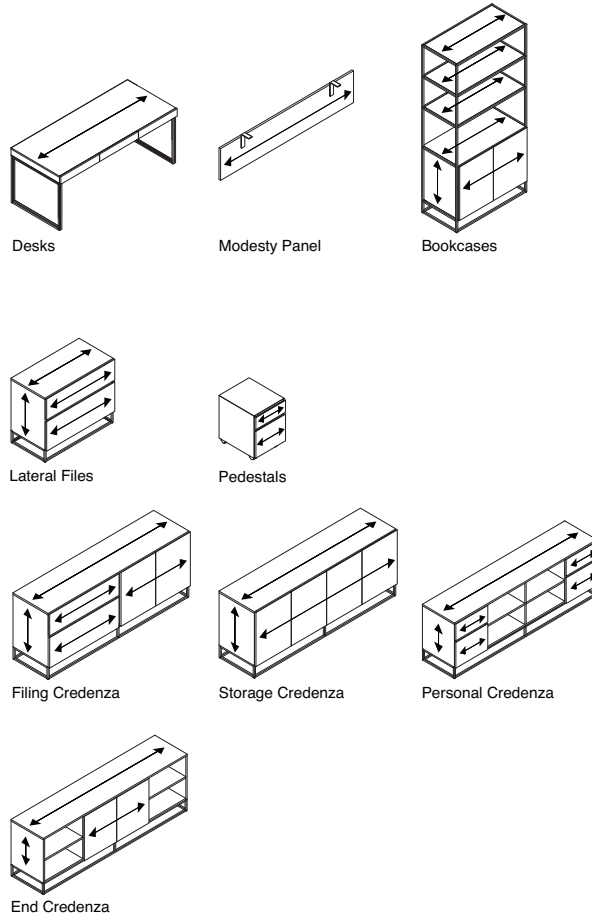 Desks
Modesty Panel
Bookcases
Lateral Files
Pedestals
Filing Credenza
Storage Credenza
Personal Credenza
End Credenza